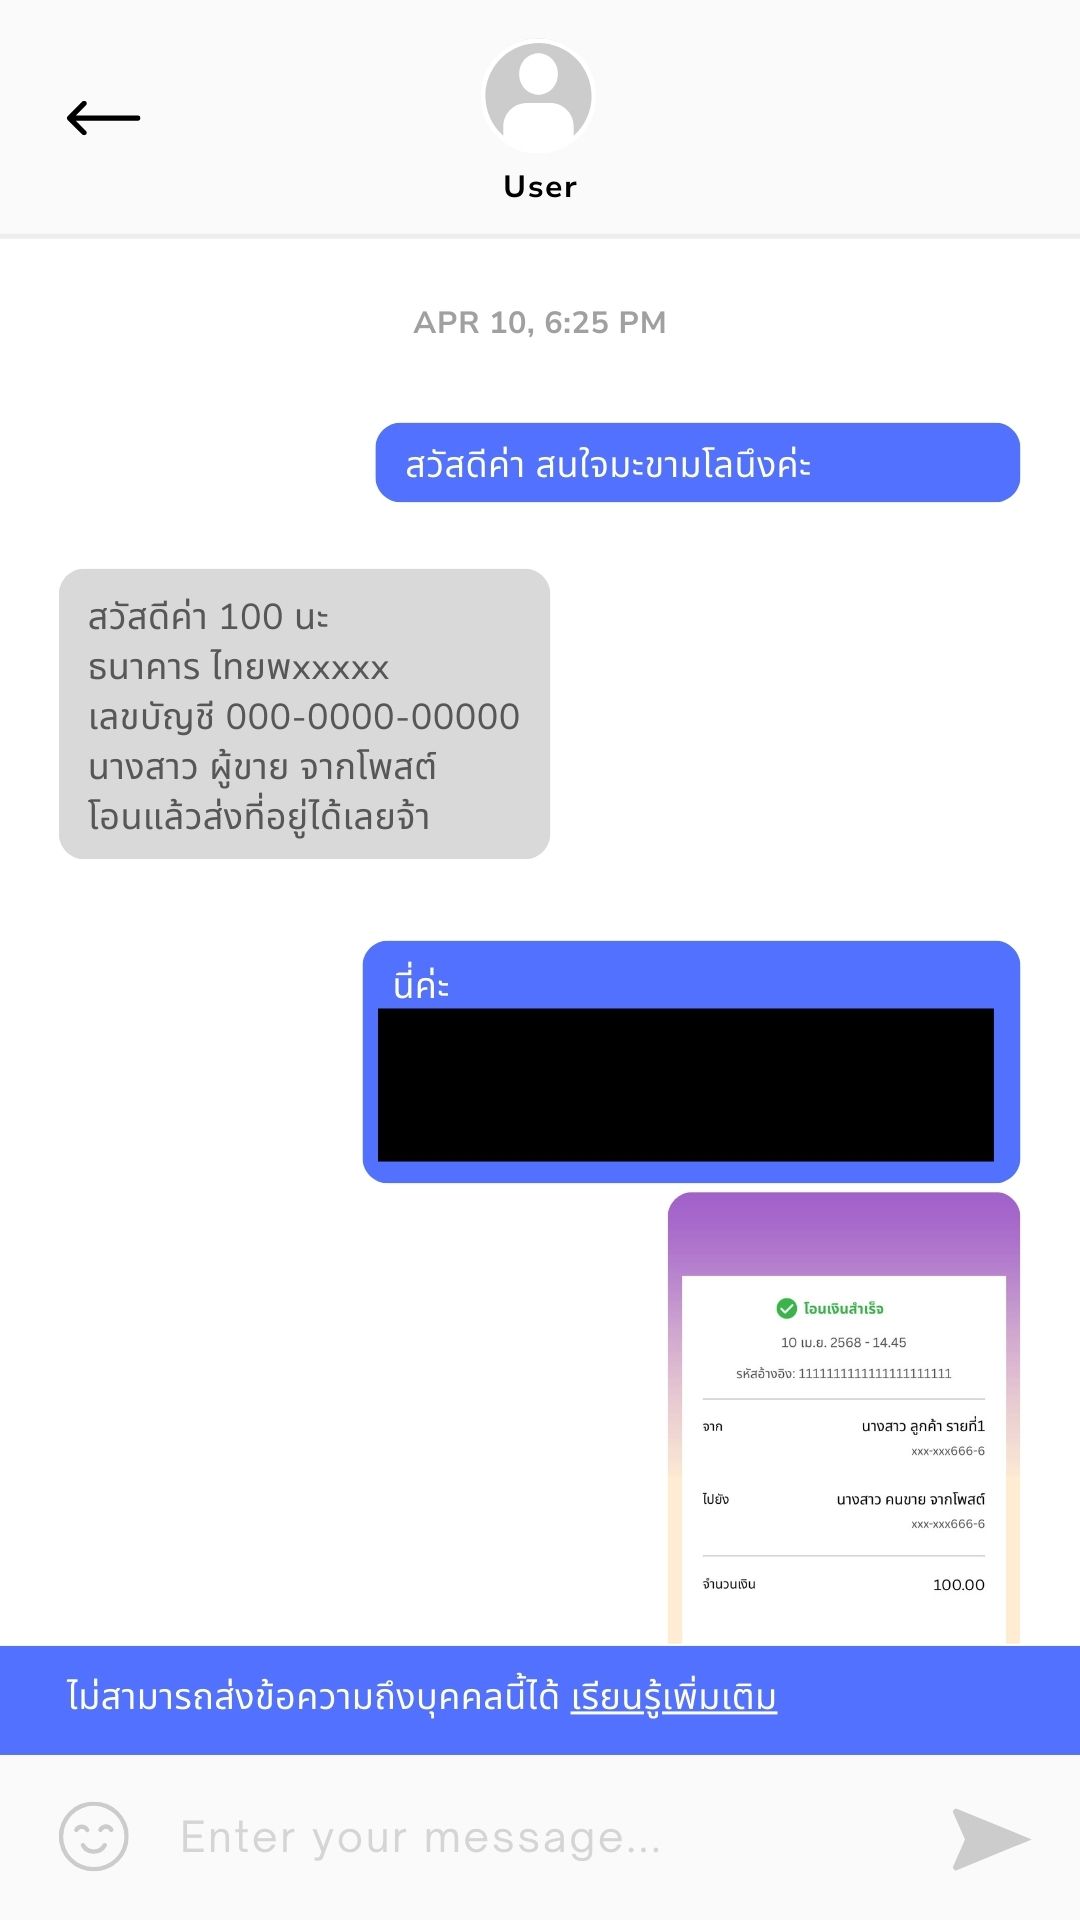 User
APR 10, 6:25 PM
สวัสดีค่า สนใจมะขามโลนึงค่ะ
สวัสดีค่า 100 นะ
ธนาคาร ไทยพxxxxx
เลขบัญชี 000-0000-00000
นางสาว ผู้ขาย จากโพสต์
โอนแล้วส่งที่อยู่ได้เลยจ้า
นี่ค่ะ
โอนเงินสำเร็จ
10 เม.ย. 2568 - 14.45
รหัสอ้างอิง: 1111111111111111111111
จาก นางสาว ลูกค้า รายที่1
xxx-xxx666-6
ไปยัง นางสาว คนขาย จากโพสต์
xxx-xxx666-6
จำนวนเงิน 100.00
ไม่สามารถส่งข้อความถึงบุคคลนี้ได้ เรียนรู้เพิ่มเติม
Enter your message...